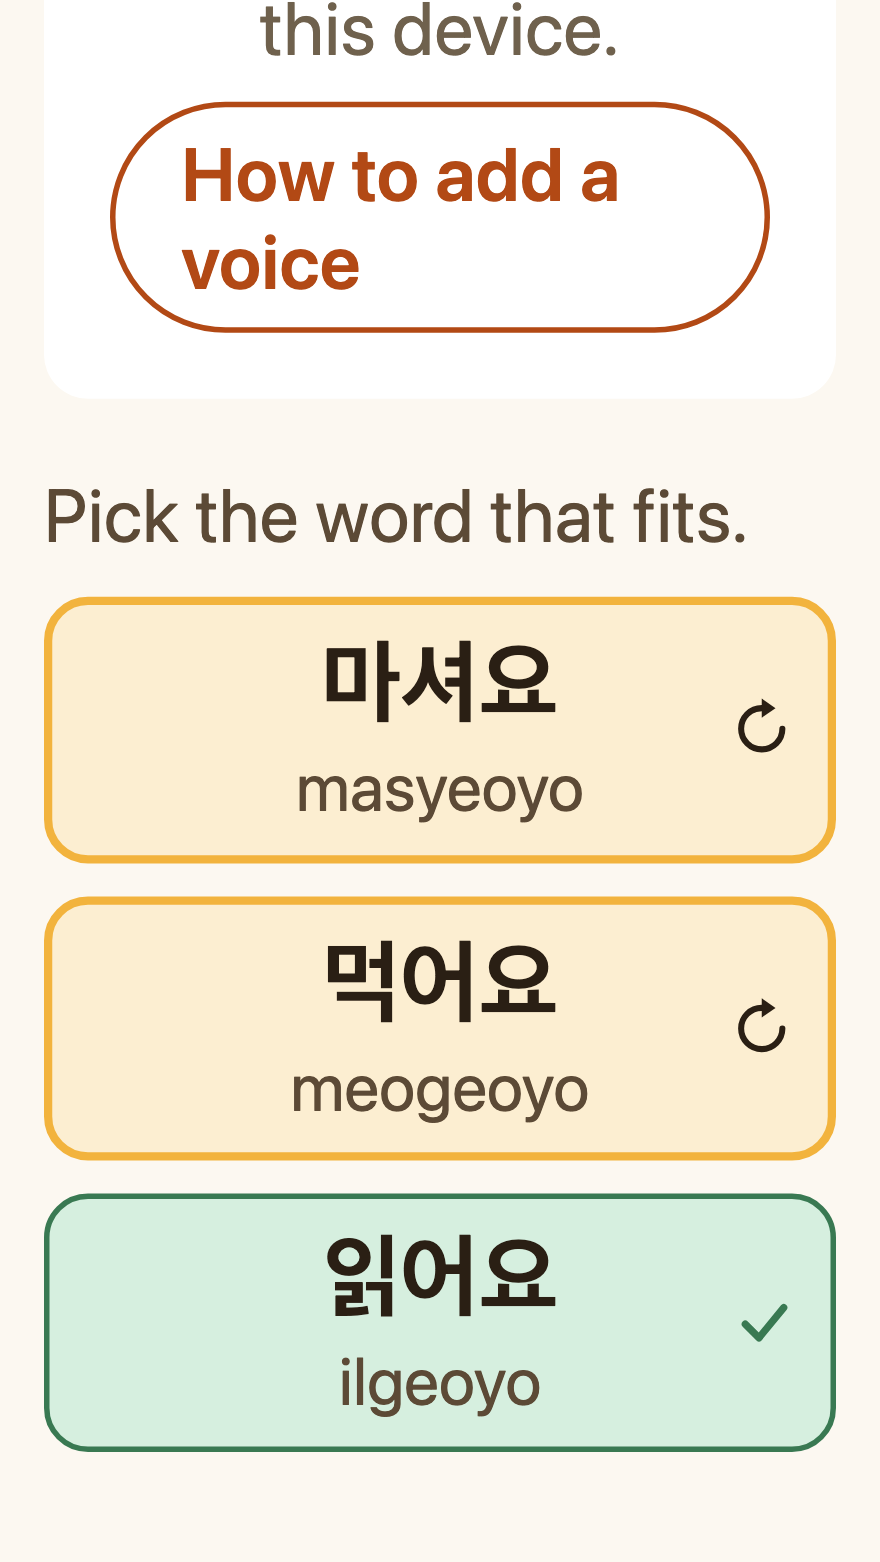 this device.
How to add a
voice
Pick the word that fits.
마셔요
masyeoyo
먹어요
meogeoyo
읽어요
ilgeoyo